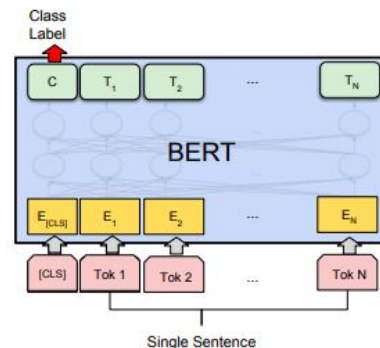 Class
Label
C T1 T2 ... TN
BERT
E[CLS] E1 E2 ... EN
[CLS] Tok 1 Tok 2 ... Tok N
Single Sentence